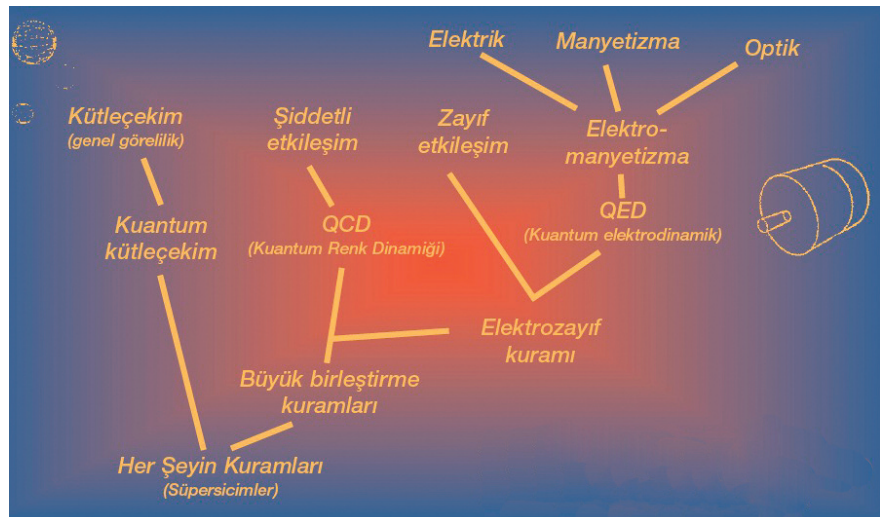 Elektrik
Manyetizma
Optik
Kütleçekim
(genel görelilik)
Şiddetli
etkileşim
Zayıf
etkileşim
Elektro-
manyetizma
Kuantum
kütleçekim
QCD
(Kuantum Renk Dinamiği)
QED
(Kuantum elektrodinamik)
Elektrozayıf
kuramı
Büyük birleştirme
kuramları
Her Şeyin Kuramları
(Süpersicimler)